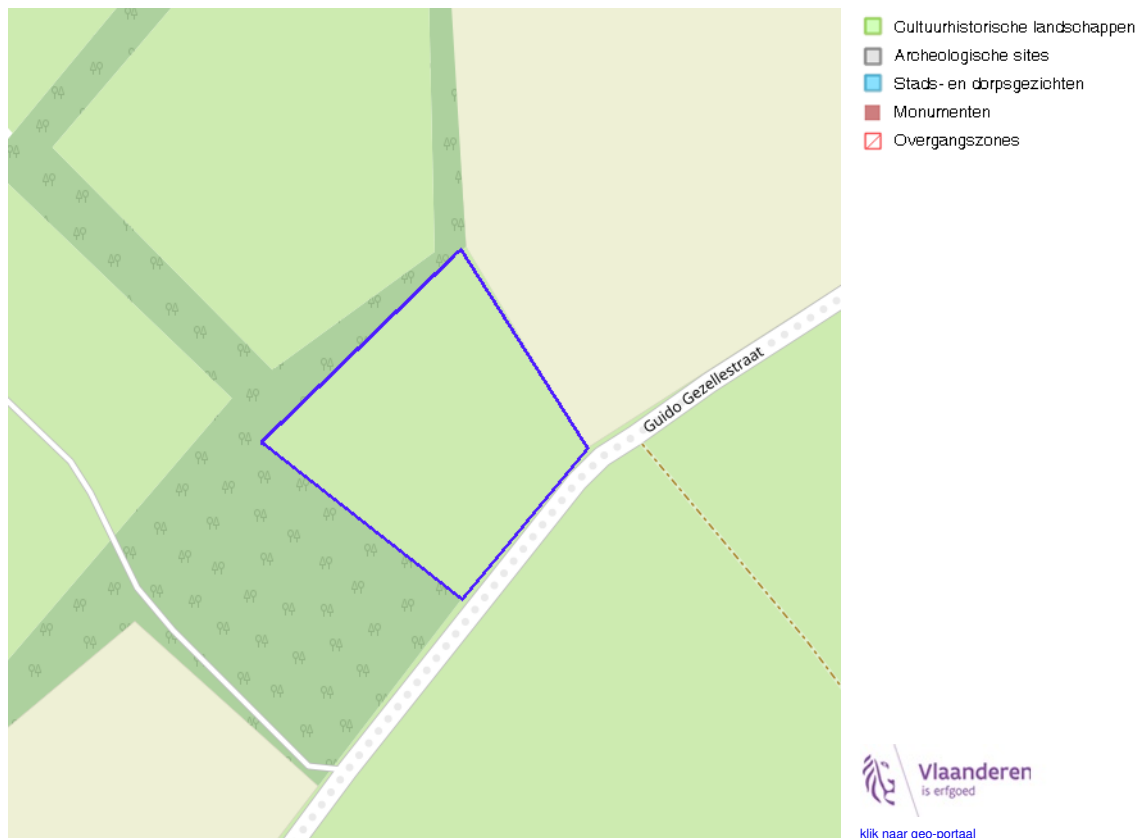 Guido Gezellestraat
Cultuurhistorische landschappen
Archeologische sites
Stads- en dorpsgezichten
Monumenten
Overgangszones
Vlaanderen
is erfgoed
klik naar geo-portaal